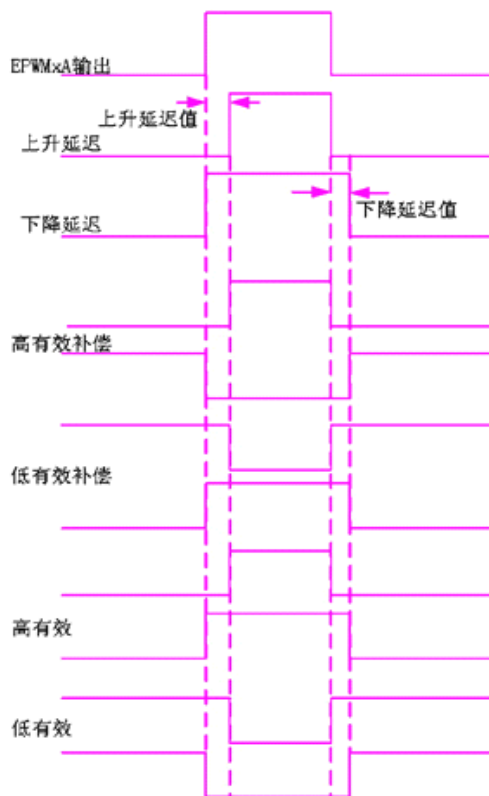 EPWMxA输出
上升延迟值
上升延迟
下降延迟值
下降延迟
高有效补偿
低有效补偿
高有效
低有效